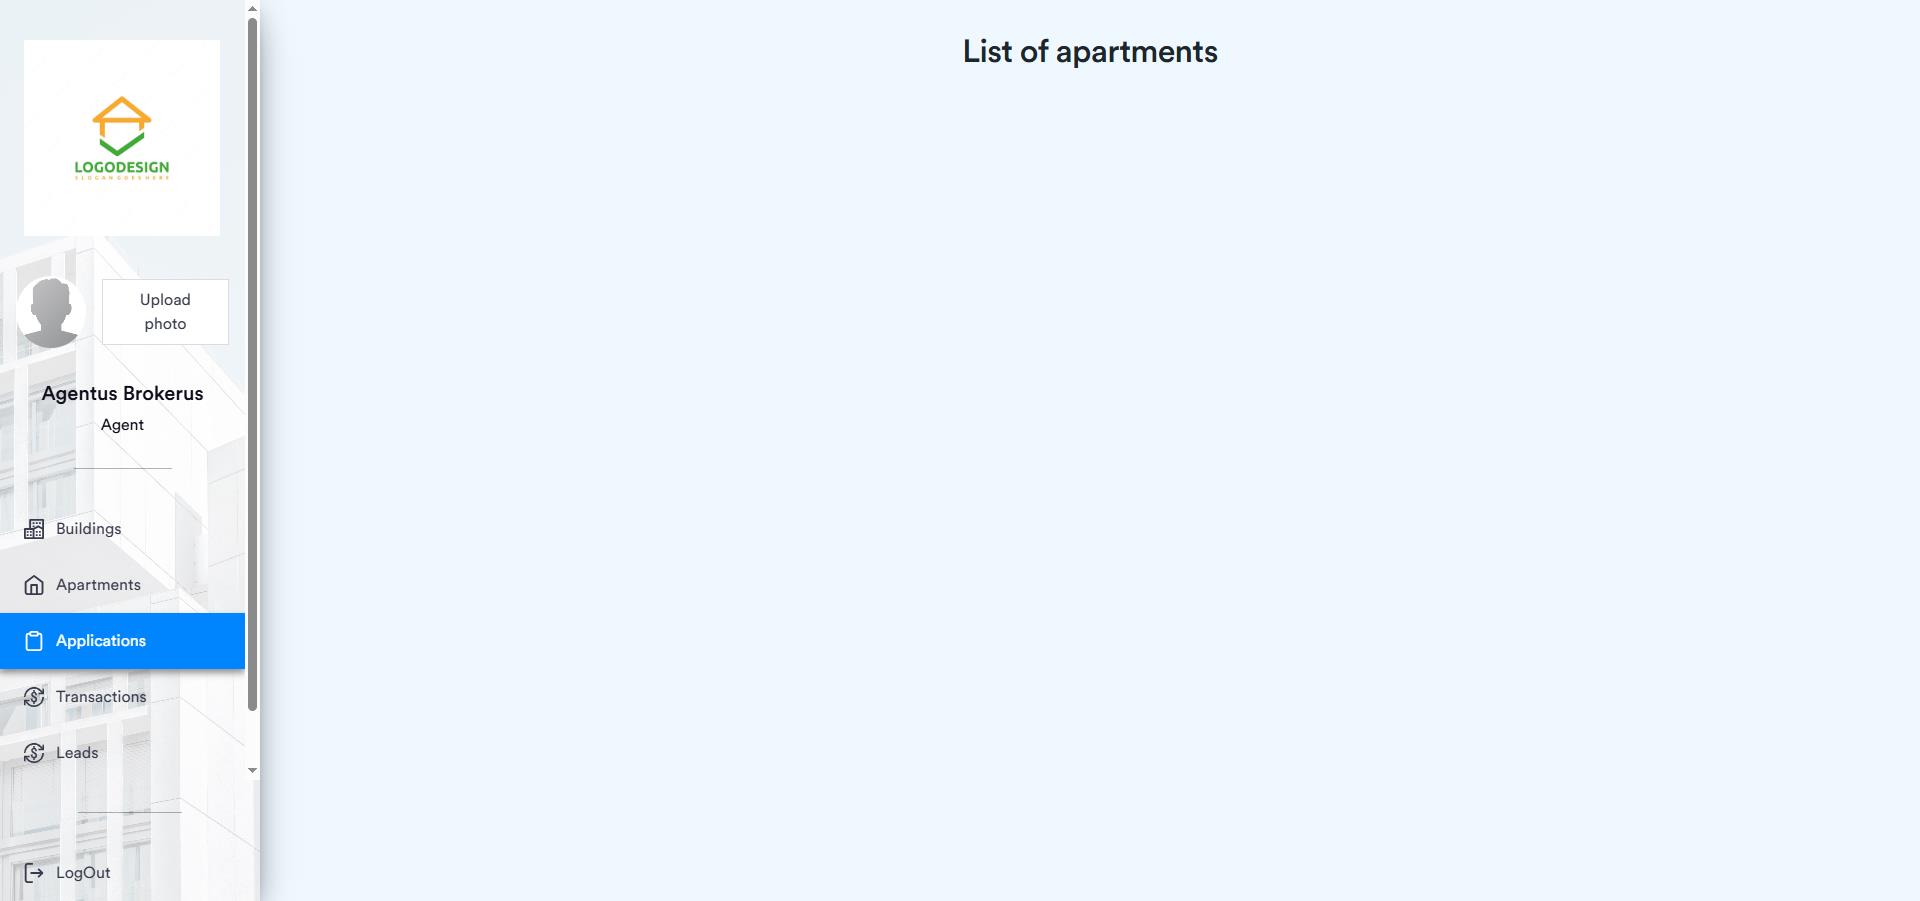 LOGODESIGN
SLOGANGOESHERE
Upload
photo
Agentus Brokerus
Agent
Buildings
Apartments
Applications
Transactions
Leads
LogOut
List of apartments